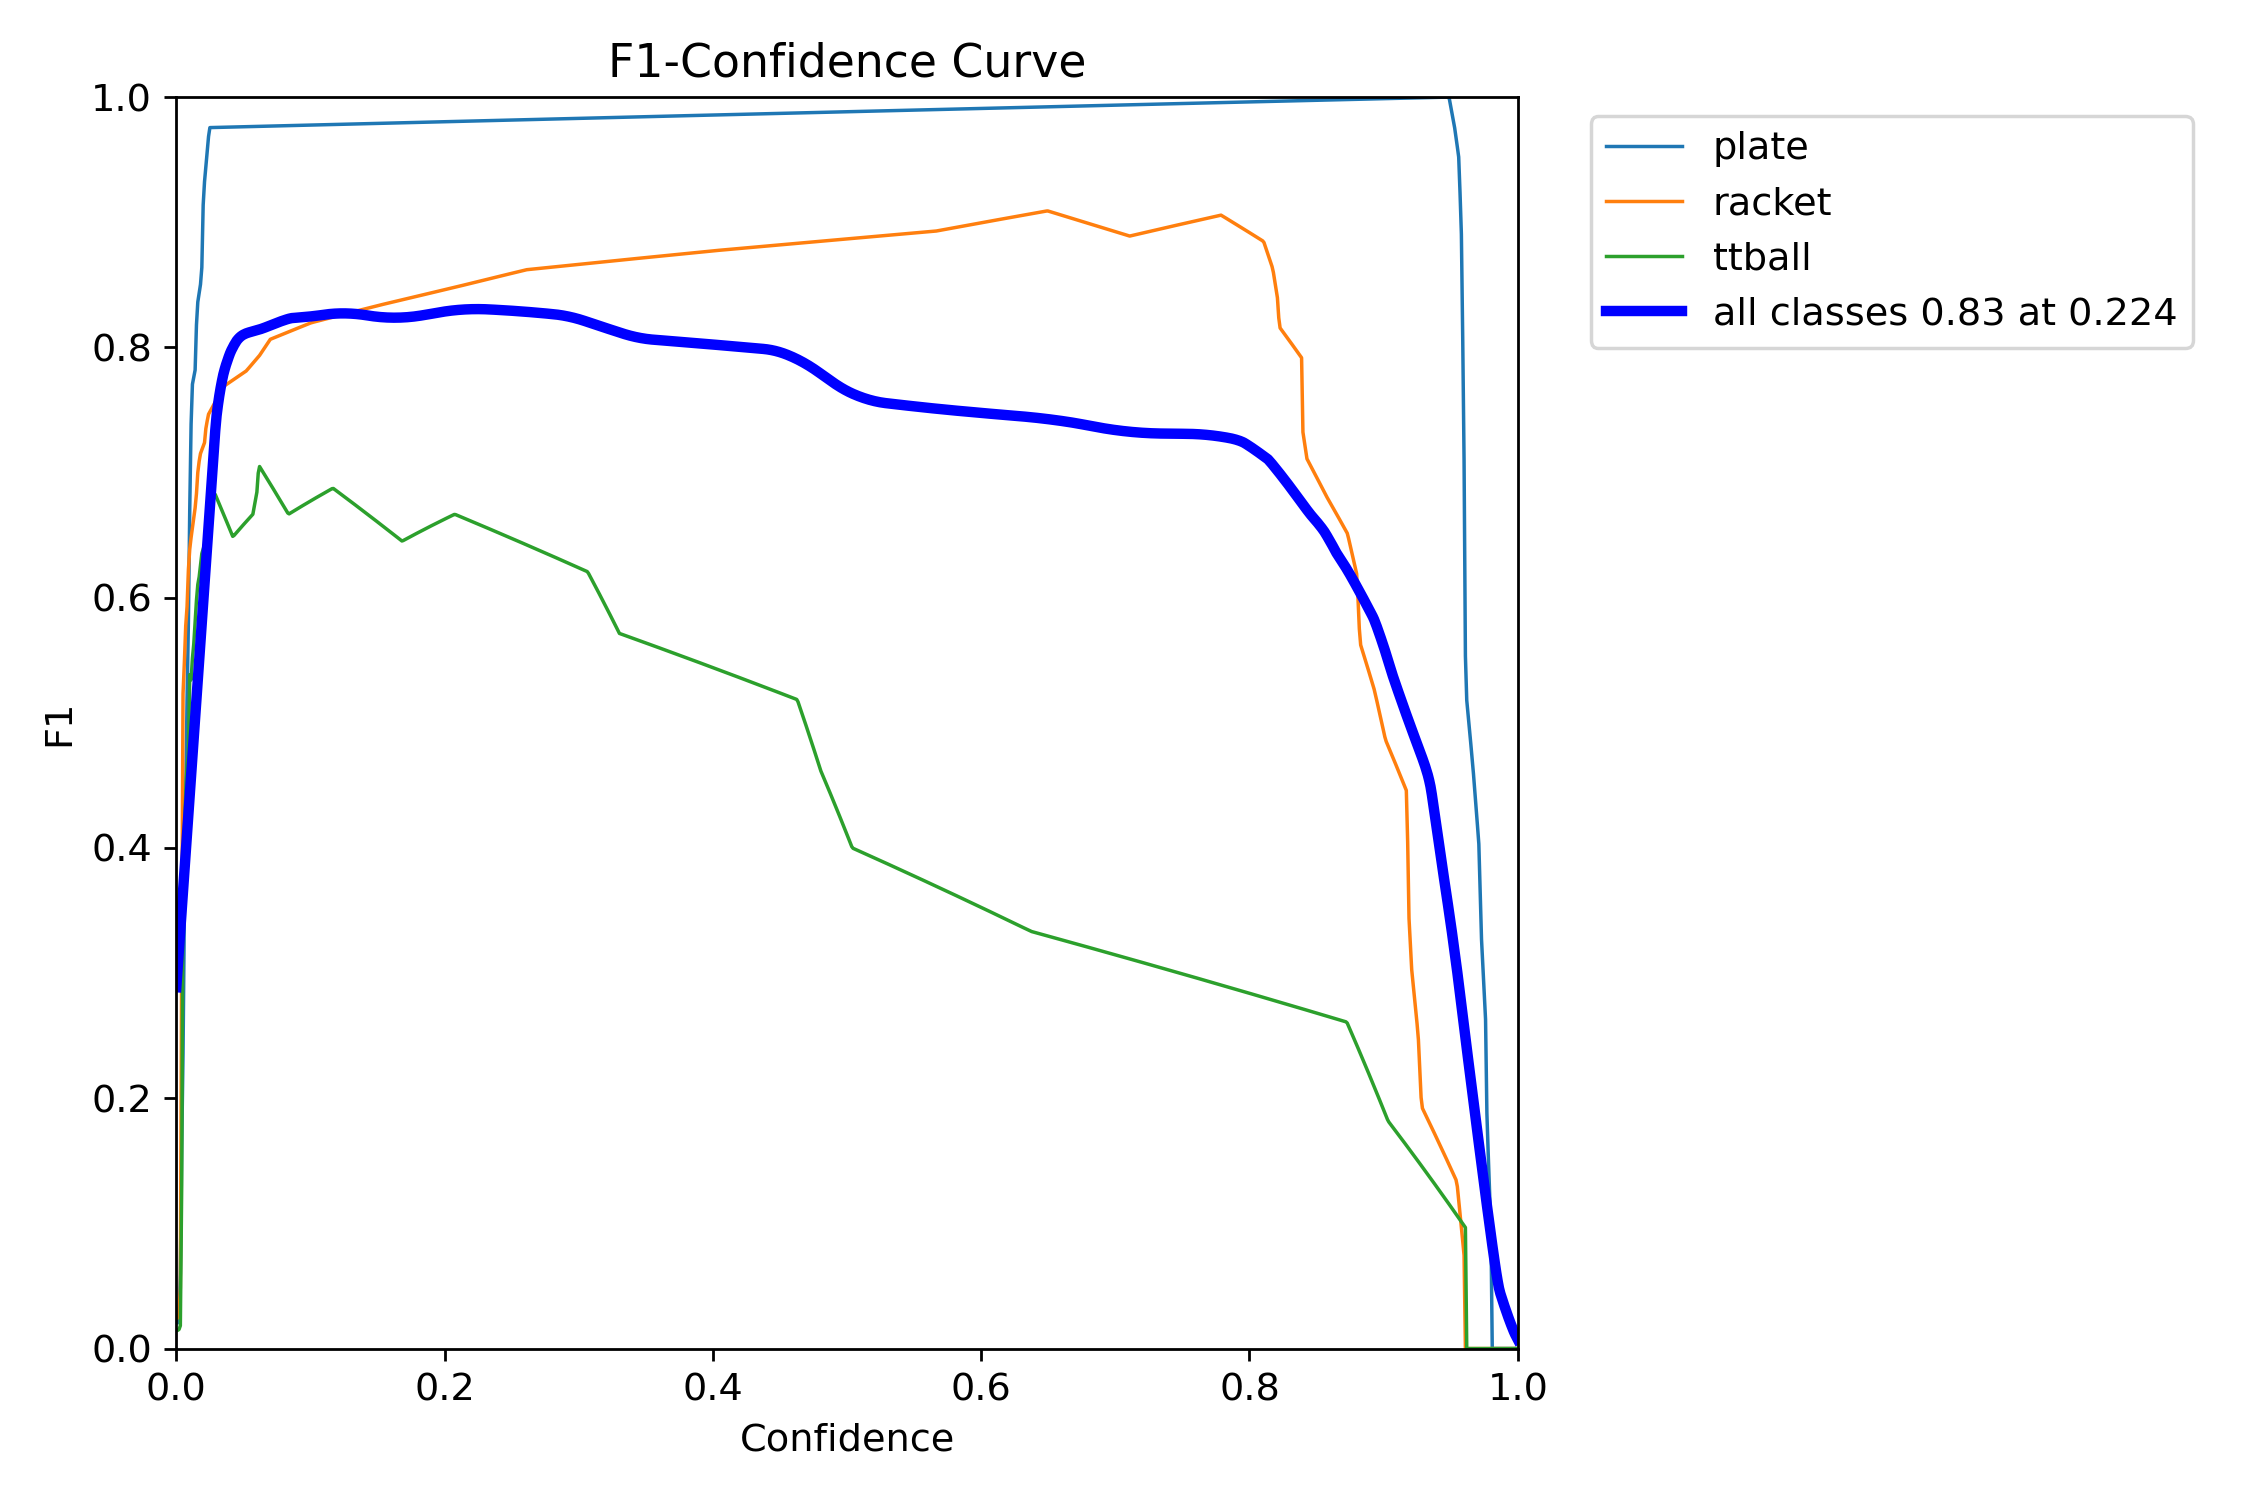 F1-Confidence Curve
1.0
0.8
0.6
0.4
0.2
0.0
F1
0.0 0.2 0.4 0.6 0.8 1.0
Confidence
plate
racket
ttball
all classes 0.83 at 0.224